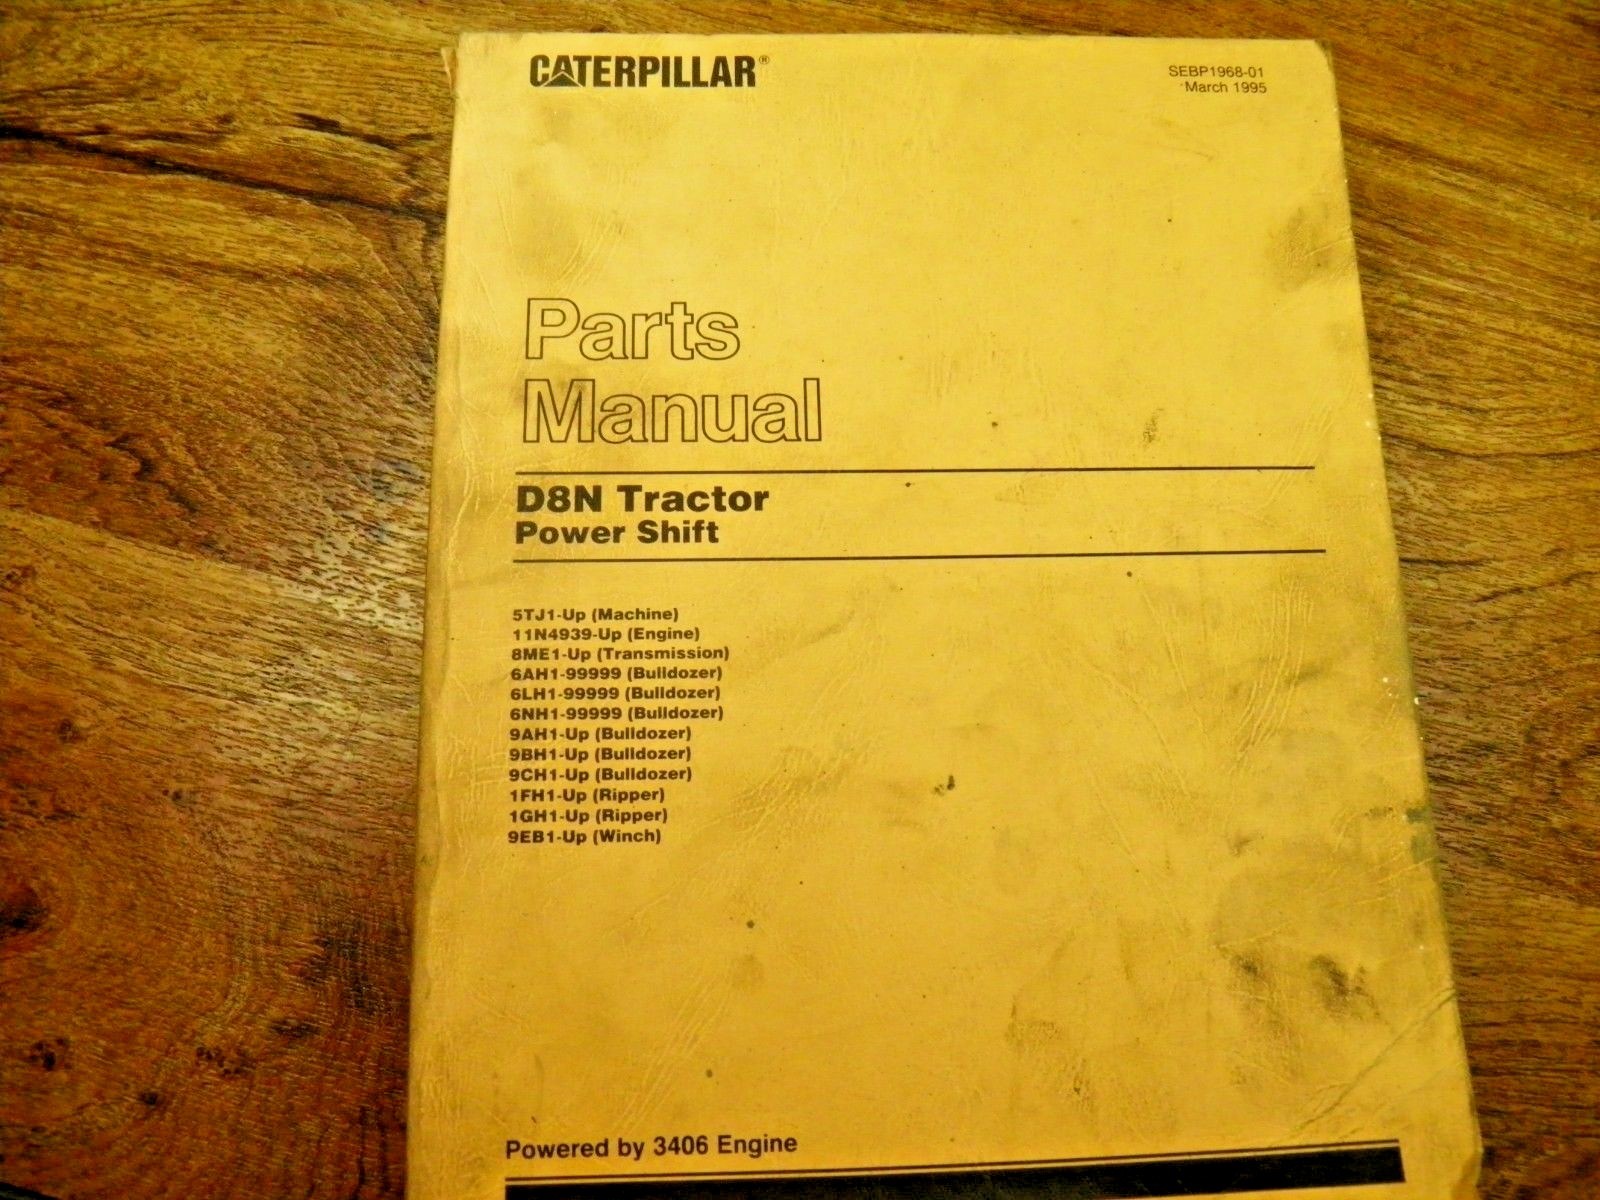 CATERPILLAR®
SEBP1968-01
March 1995
Parts
Manual
D8N Tractor
Power Shift
5TJ1-Up (Machine)
11N4939-Up (Engine)
8ME1-Up (Transmission)
6AH1-99999 (Bulldozer)
6LH1-99999 (Bulldozer)
6NH1-99999 (Bulldozer)
9AH1-Up (Bulldozer)
9BH1-Up (Bulldozer)
9CH1-Up (Bulldozer)
1FH1-Up (Ripper)
1GH1-Up (Ripper)
9EB1-Up (Winch)
Powered by 3406 Engine